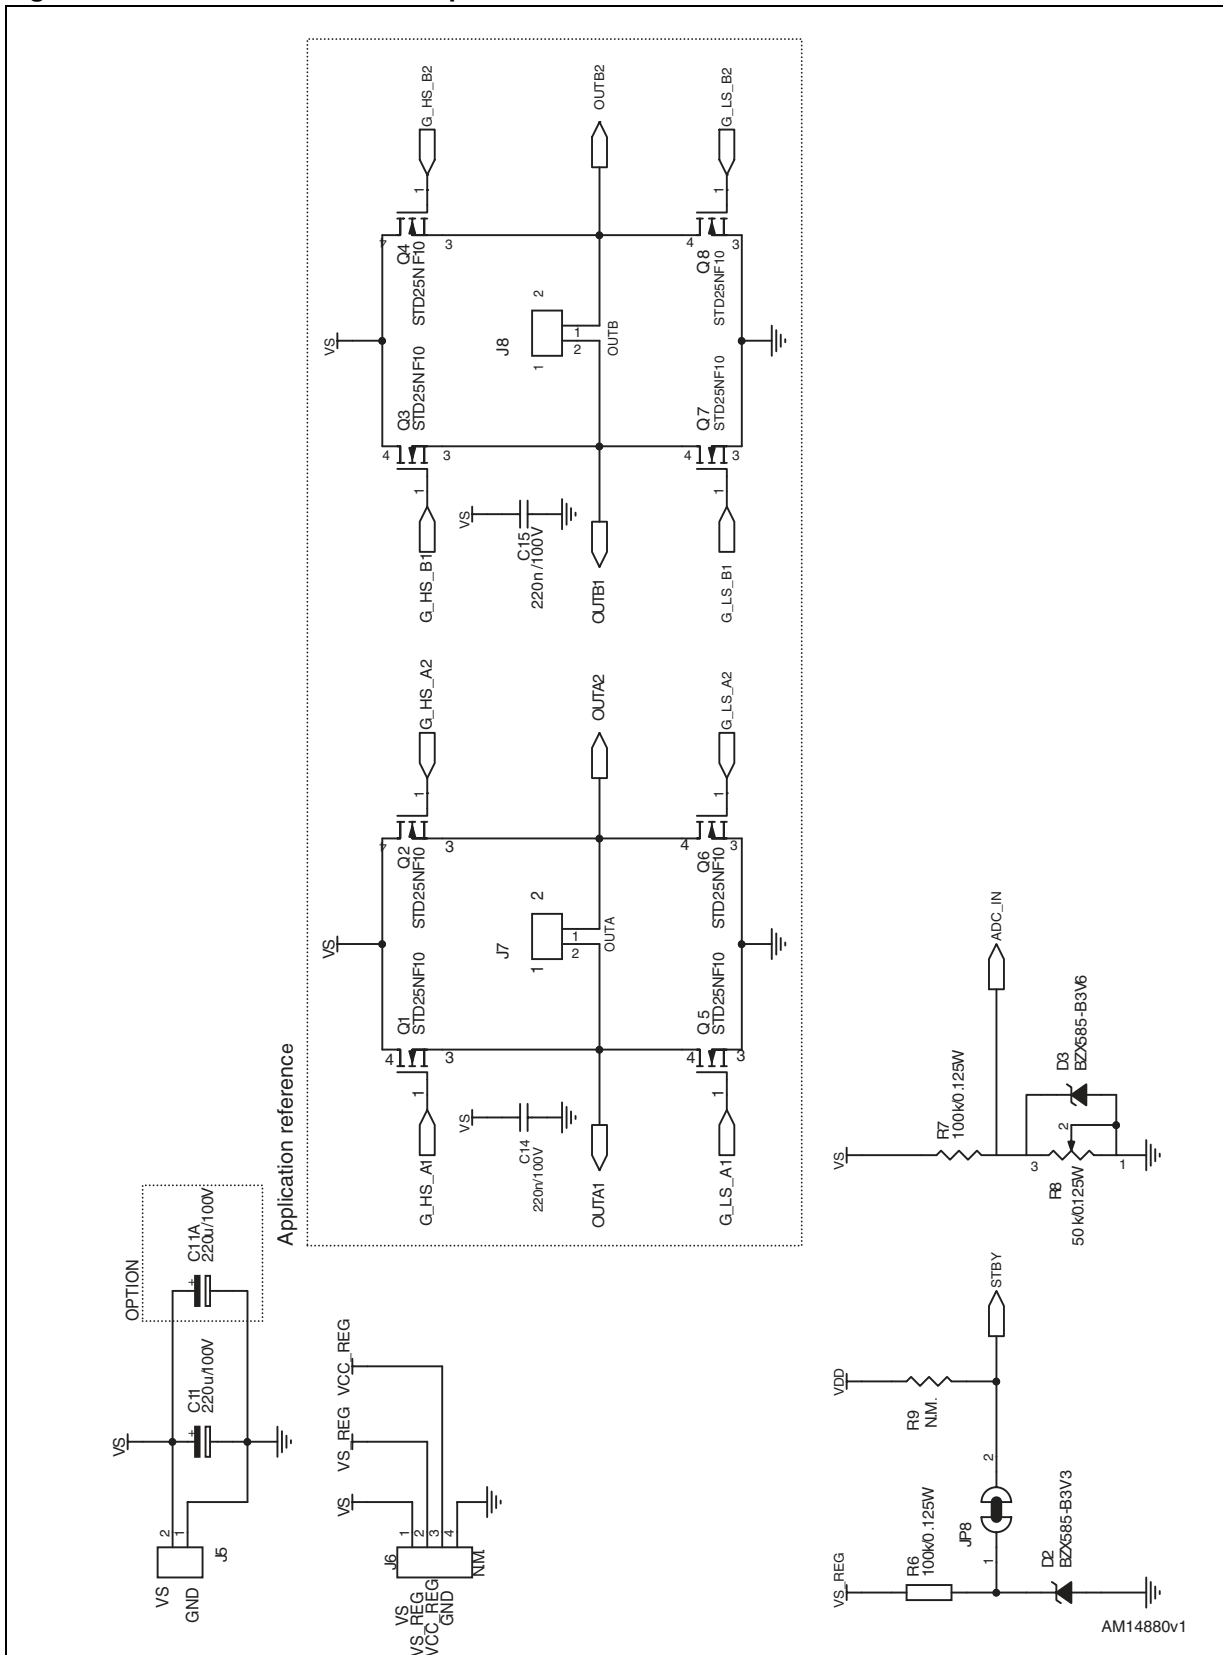 OPTION
C11A
220u/100V
C11
220u/100V
VS
+
+
2
1
J5
VS
GND
VCC_REG
VS_REG
VS
J6
1
2
3
4
N.M.
VS
VS_REG
VCC_REG
GND
Application reference
G_HS_A1
1
4
3
Q1
STD25NF10
VS
Q2
STD25NF10
3
1
G_HS_A2
VS
C14
220n/100V
OUTA1
J7
1
2
1
2
OUTA
OUTA2
G_LS_A1
1
4
3
Q5
STD25NF10
Q6
STD25NF10
4
3
1
G_LS_A2
G_HS_B1
1
4
3
Q3
STD25NF10
VS
Q4
STD25NF10
3
1
G_HS_B2
VS
C15
220n/100V
OUTB1
J8
1
2
1
2
OUTB
OUTB2
G_LS_B1
1
4
3
Q7
STD25NF10
Q8
STD25NF10
4
3
1
G_LS_B2
VS_REG
R6
100k/0.125W
1
JP8
2
D2
BZX585-B3V3
VDD
R9
N.M.
STBY
VS
R7
100k/0.125W
ADC_IN
3
2
1
R8
50k/0.125W
D3
BZX585-B3V6
AM14880v1